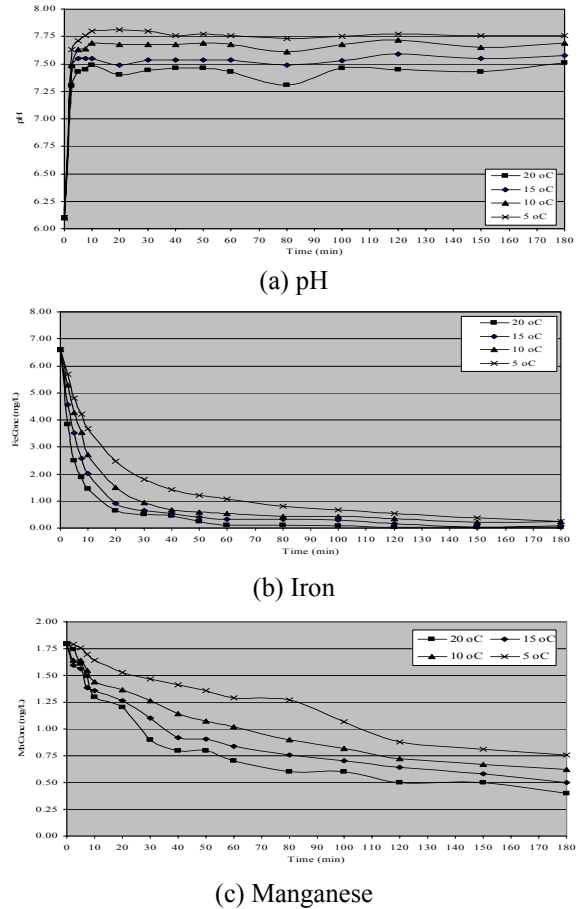 8.00
7.75
7.50
7.25
7.00
6.75
6.50
6.25
6.00
pH
20 oC
15 oC
10 oC
5 oC
0 10 20 30 40 50 60 70 80 90 100 110 120 130 140 150 160 170 180
Time (min)
(a) pH
8.00
7.00
6.00
5.00
4.00
3.00
2.00
1.00
0.00
Fe Conc (mg/L)
20 oC
15 oC
10 oC
5 oC
0 10 20 30 40 50 60 70 80 90 100 110 120 130 140 150 160 170 180
Time (min)
(b) Iron
2.00
1.75
1.50
1.25
1.00
0.75
0.50
0.25
0.00
Mn Conc (mg/L)
20 oC 15 oC
10 oC 5 oC
0 10 20 30 40 50 60 70 80 90 100 110 120 130 140 150 160 170 180
Time (min)
(c) Manganese